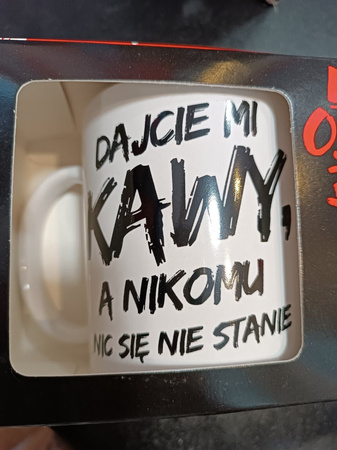 DAJCIE MI
KAWY,
A NIKOMU
NIC SIĘ NIE STANIE